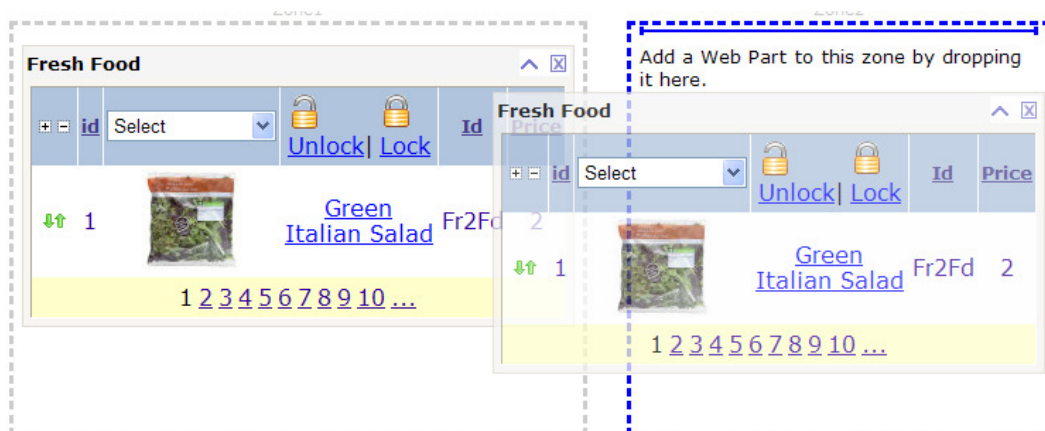 Zone1
Fresh Food
id Select Unlock| Lock Id Price
1 Green Italian Salad Fr2Fd 2
1 2 3 4 5 6 7 8 9 10 ...
Zone2
Add a Web Part to this zone by dropping
it here.
Fresh Food
id Select Unlock| Lock Id Price
1 Green Italian Salad Fr2Fd 2
1 2 3 4 5 6 7 8 9 10 ...